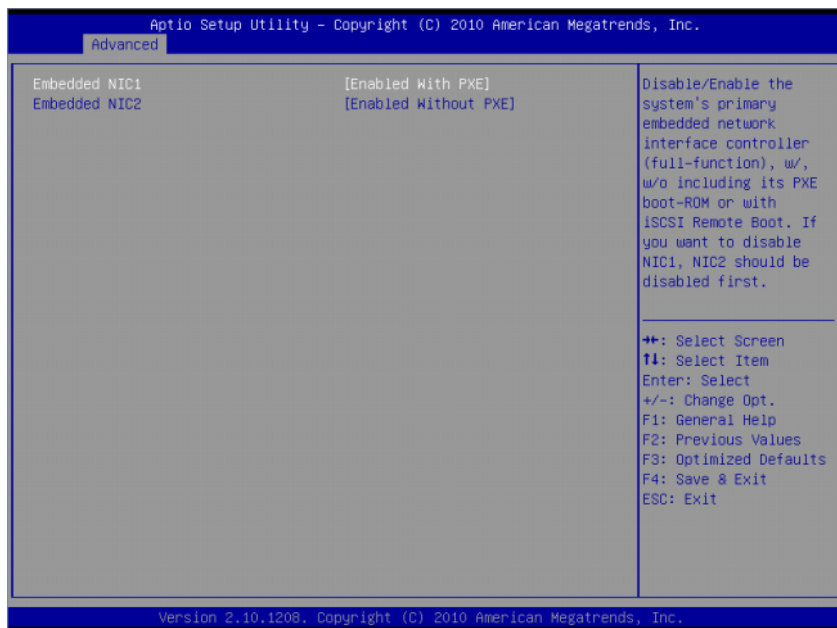 Aptio Setup Utility – Copyright (C) 2010 American Megatrends, Inc.
Advanced
Embedded NIC1 [Enabled With PXE]
Embedded NIC2 [Enabled Without PXE]
Disable/Enable the
system's primary
embedded network
interface controller
(full-function), w/,
w/o including its PXE
boot-ROM or with
iSCSI Remote Boot. If
you want to disable
NIC1, NIC2 should be
disabled first.
→←: Select Screen
↑↓: Select Item
Enter: Select
+/-: Change Opt.
F1: General Help
F2: Previous Values
F3: Optimized Defaults
F4: Save & Exit
ESC: Exit
Version 2.10.1208. Copyright (C) 2010 American Megatrends, Inc.